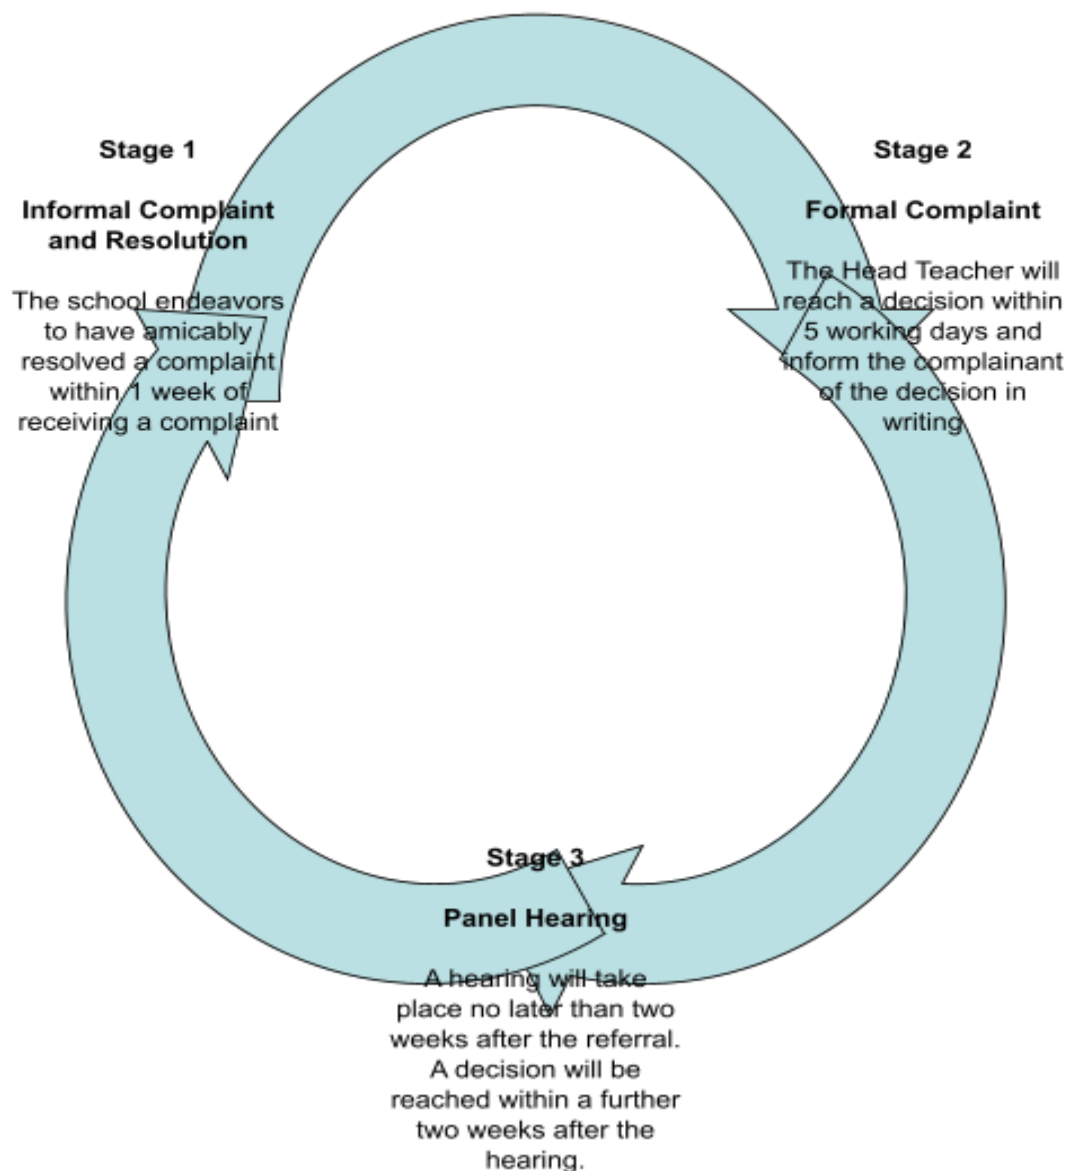 Stage 1
Informal Complaint
and Resolution
The school endeavors
to have amicably
resolved a complaint
within 1 week of
receiving a complaint
Stage 2
Formal Complaint
The Head Teacher will
reach a decision within
5 working days and
inform the complainant
of the decision in
writing
Stage 3
Panel Hearing
A hearing will take
place no later than two
weeks after the referral.
A decision will be
reached within a further
two weeks after the
hearing.